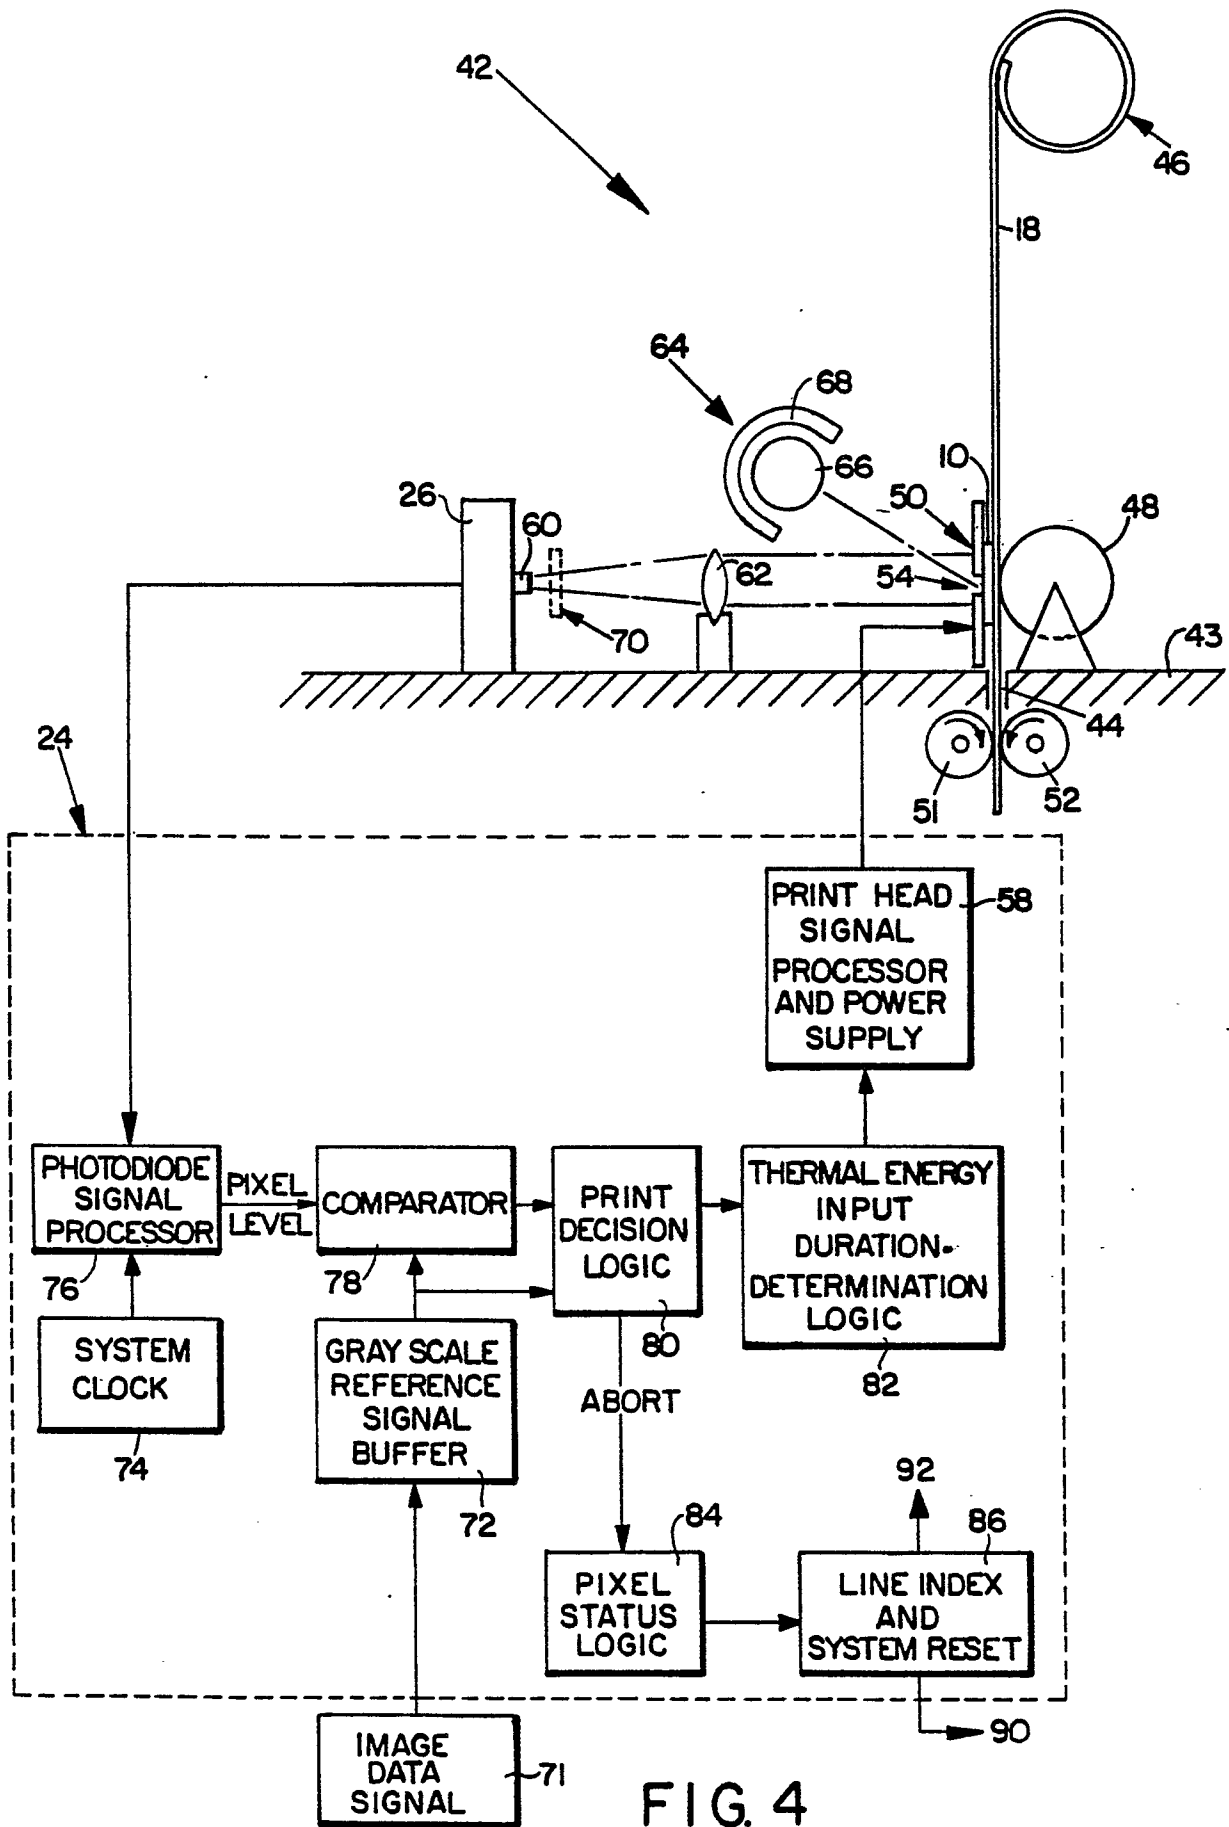 42
46
18
64
68
66
10
50
48
26
60
62
54
70
43
44
24
51
52
PRINT HEAD
SIGNAL
PROCESSOR
AND POWER
SUPPLY
58
PHOTODIODE
SIGNAL
PROCESSOR
76
PIXEL
LEVEL
COMPARATOR
78
PRINT
DECISION
LOGIC
80
THERMAL ENERGY
INPUT
DURATION
DETERMINATION
LOGIC
82
SYSTEM
CLOCK
74
GRAY SCALE
REFERENCE
SIGNAL
BUFFER
72
ABORT
92
84
86
PIXEL
STATUS
LOGIC
LINE INDEX
AND
SYSTEM RESET
90
IMAGE
DATA
SIGNAL
71
FIG. 4